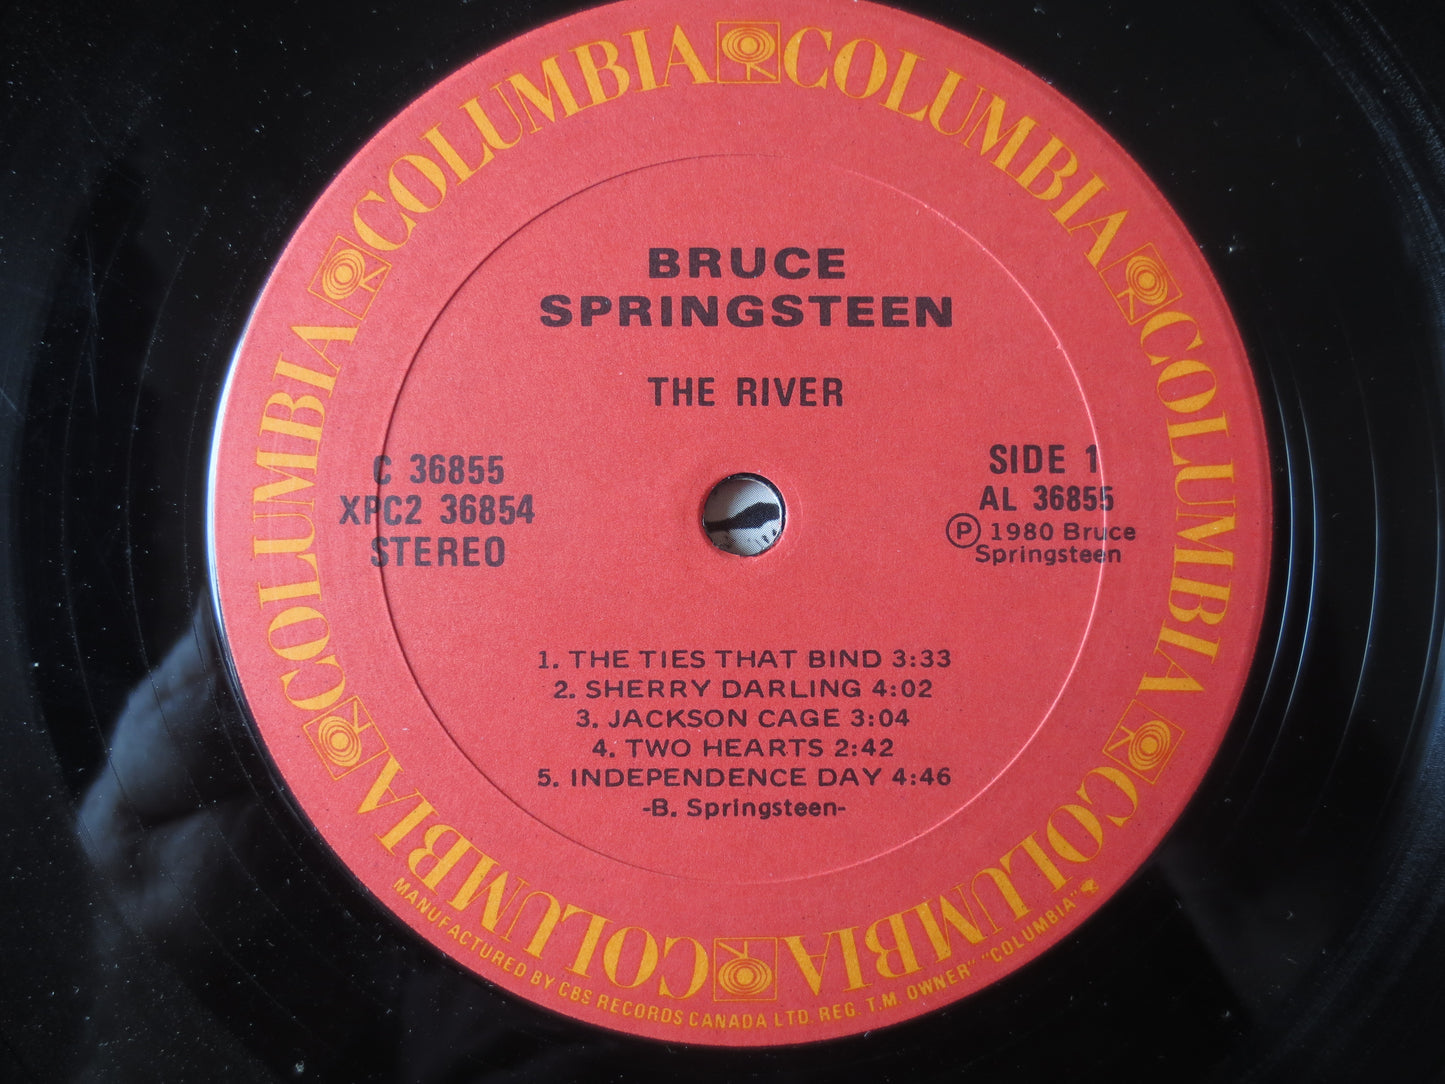 COLUMBIA COLUMBIA COLUMBIA COLUMBIA COLUMBIA COLUMBIA
BRUCE
SPRINGSTEEN
THE RIVER
C 36855
XPC2 36854
STEREO
SIDE 1
AL 36855
Ⓟ 1980 Bruce
Springsteen
1. THE TIES THAT BIND 3:33
2. SHERRY DARLING 4:02
3. JACKSON CAGE 3:04
4. TWO HEARTS 2:42
5. INDEPENDENCE DAY 4:46
-B. Springsteen-
MANUFACTURED BY CBS RECORDS CANADA LTD. REG. T.M. OWNER" "COLUMBIA"